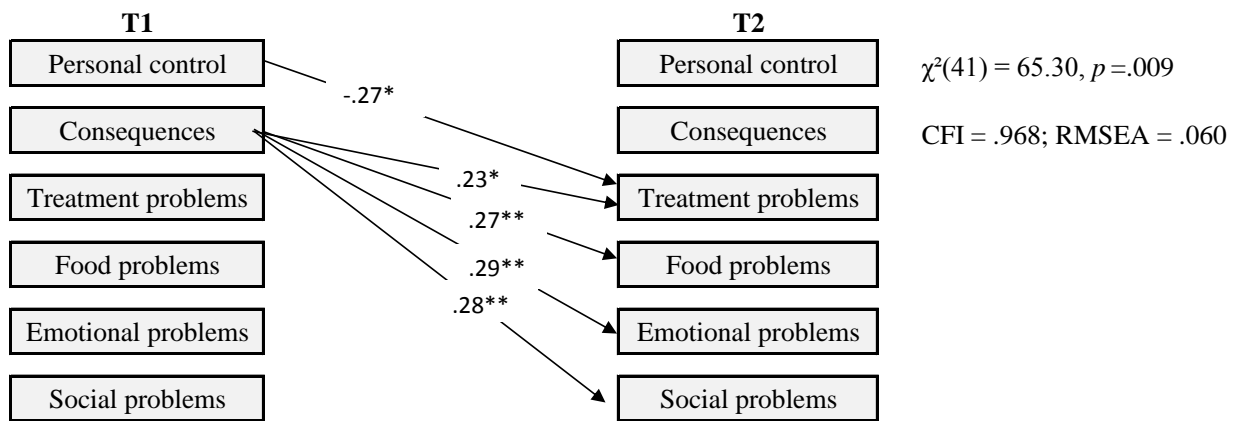 T1
T2
Personal control
Personal control
χ²(41) = 65.30, p =.009
-.27*
Consequences
Consequences
CFI = .968; RMSEA = .060
.23*
Treatment problems
Treatment problems
.27**
Food problems
Food problems
.29**
.28**
Emotional problems
Emotional problems
Social problems
Social problems